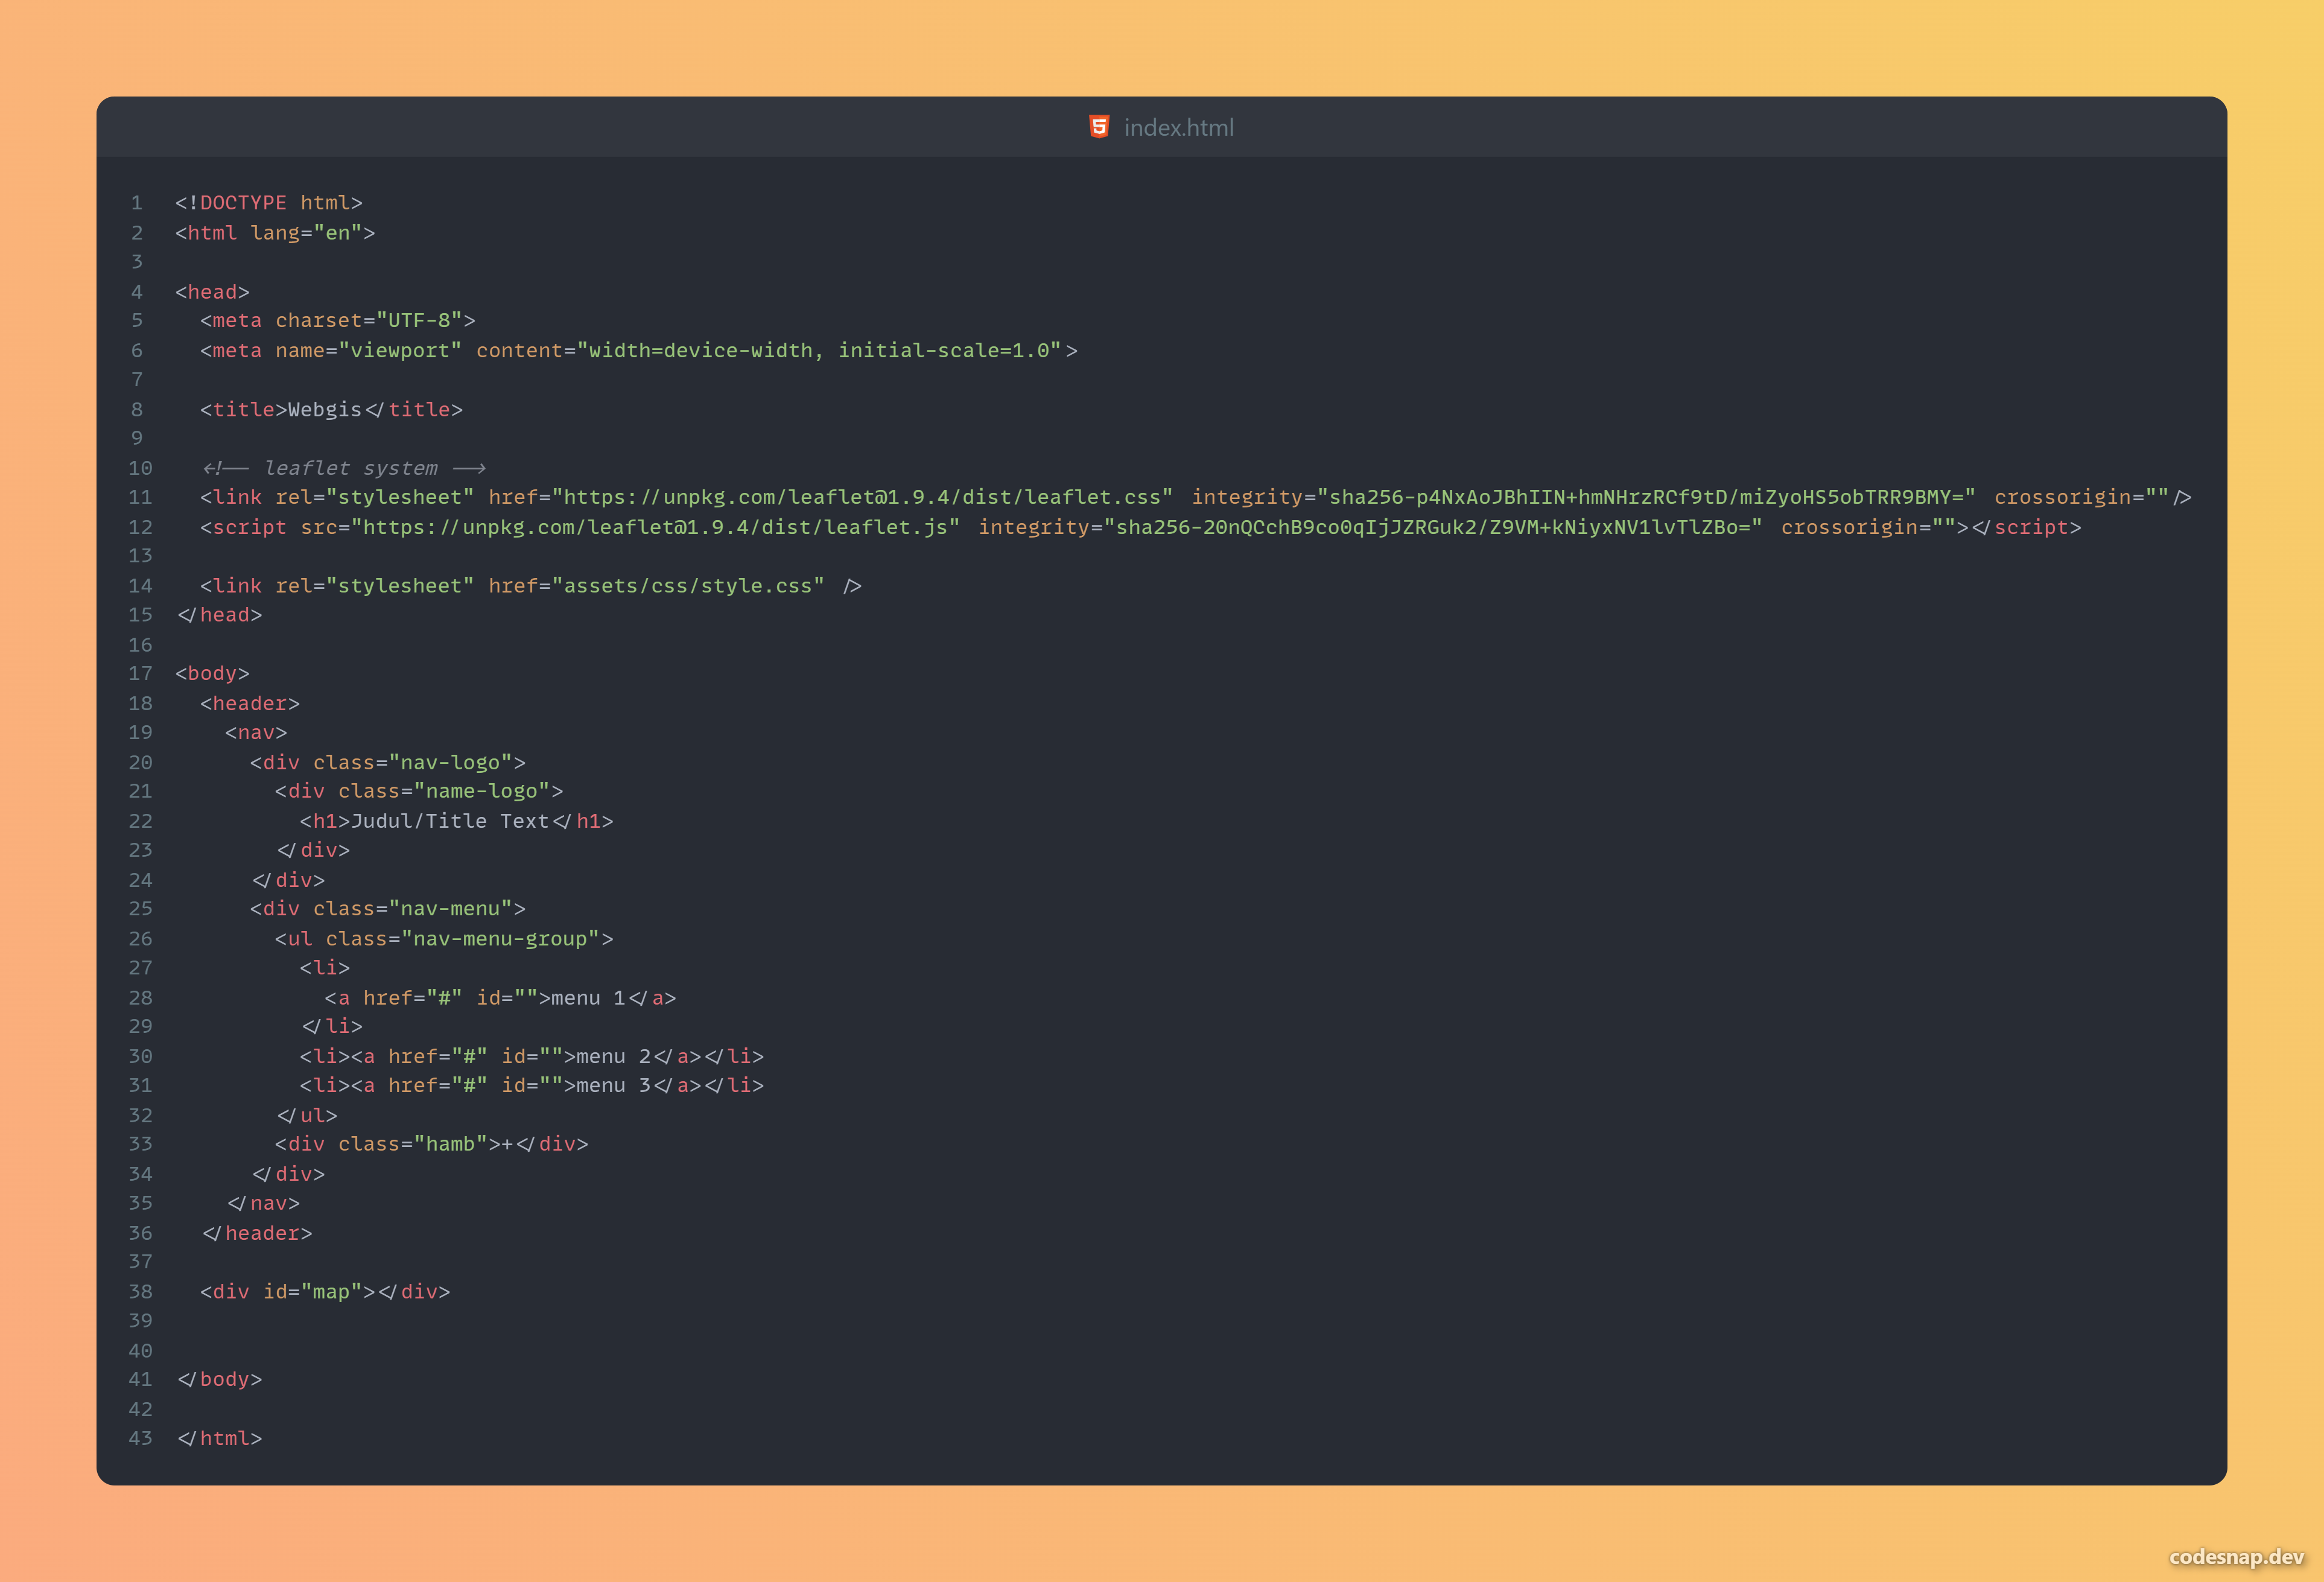 index.html
1 <!DOCTYPE html>
2 <html lang="en">
3
4 <head>
5   <meta charset="UTF-8">
6   <meta name="viewport" content="width=device-width, initial-scale=1.0">
7
8   <title>Webgis</title>
9
10   <!-- leaflet system -->
11   <link rel="stylesheet" href="https://unpkg.com/leaflet@1.9.4/dist/leaflet.css" integrity="sha256-p4NxAoJBhIIN+hmNHrzRCf9tD/miZyoHS5obTRR9BMY=" crossorigin=""/>
12   <script src="https://unpkg.com/leaflet@1.9.4/dist/leaflet.js" integrity="sha256-20nQCchB9co0qIjJZRGuk2/Z9VM+kNiyxNV1lvTlZBo=" crossorigin=""></script>
13
14   <link rel="stylesheet" href="assets/css/style.css" />
15 </head>
16
17 <body>
18   <header>
19     <nav>
20       <div class="nav-logo">
21         <div class="name-logo">
22           <h1>Judul/Title Text</h1>
23         </div>
24       </div>
25       <div class="nav-menu">
26         <ul class="nav-menu-group">
27           <li>
28             <a href="#" id="">menu 1</a>
29           </li>
30           <li><a href="#" id="">menu 2</a></li>
31           <li><a href="#" id="">menu 3</a></li>
32         </ul>
33         <div class="hamb">+</div>
34       </div>
35     </nav>
36   </header>
37
38   <div id="map"></div>
39
40
41 </body>
42
43 </html>
codesnap.dev